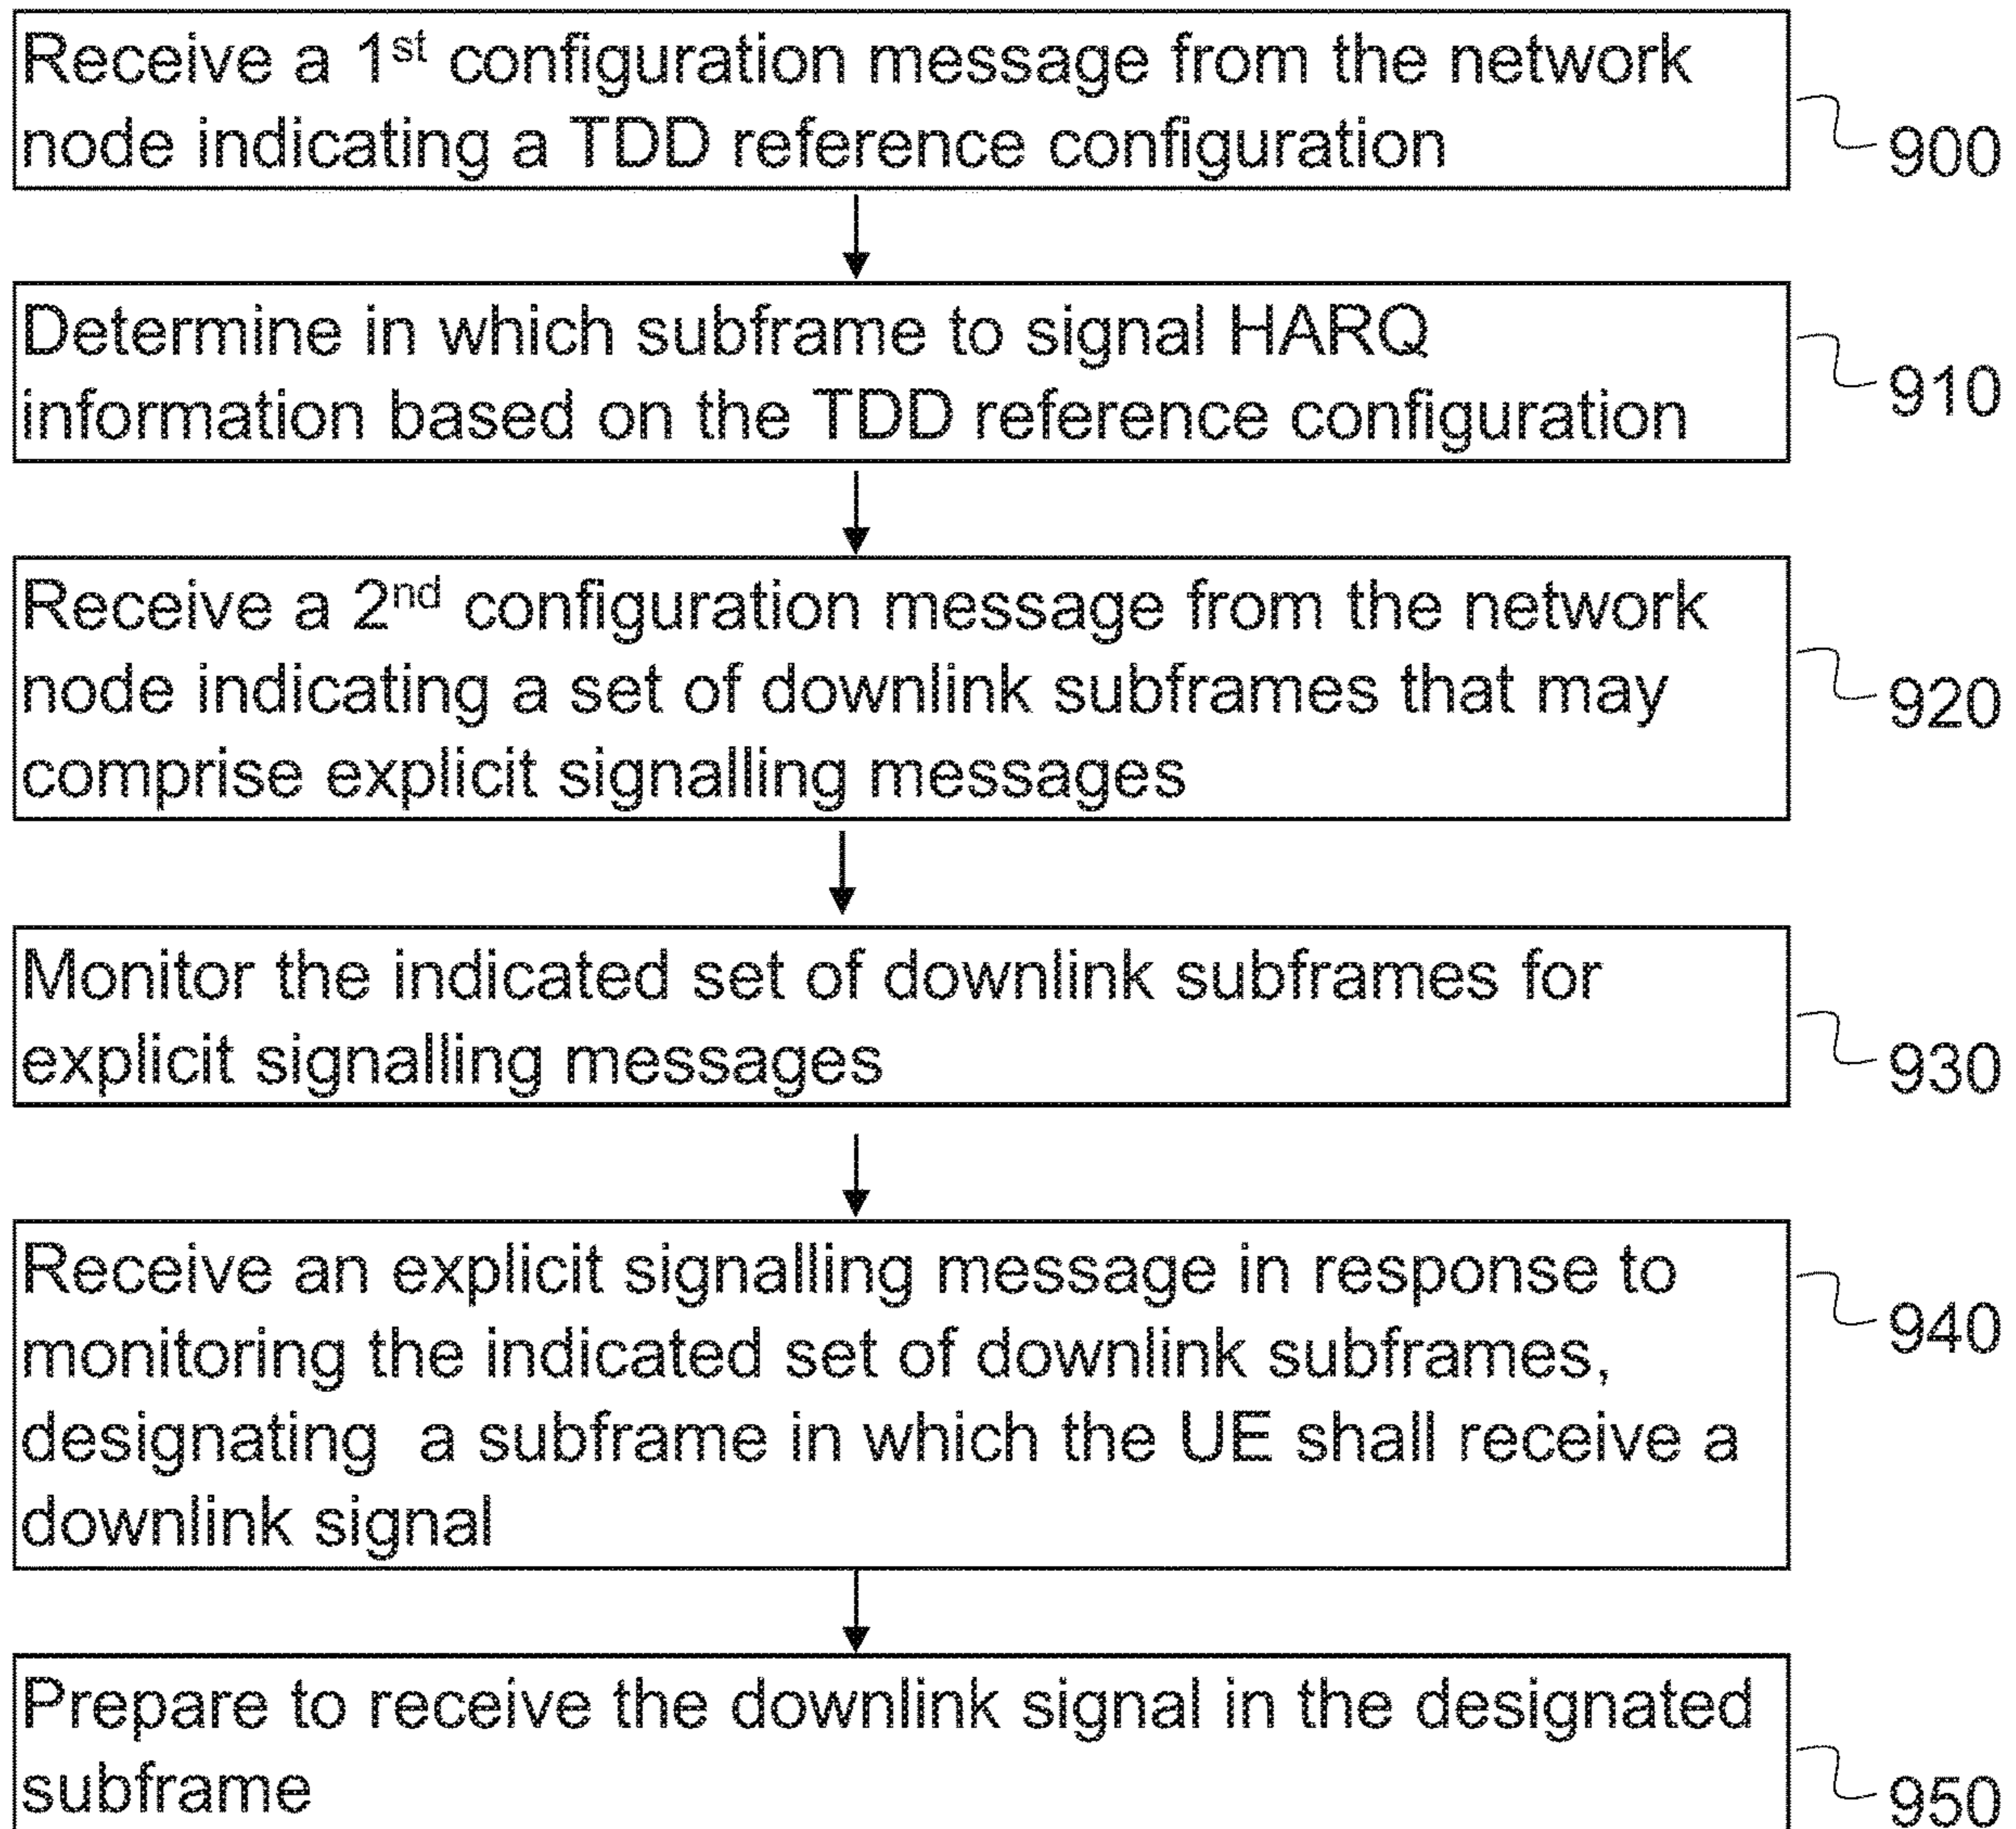 Receive a 1st configuration message from the network
node indicating a TDD reference configuration
900
Determine in which subframe to signal HARQ
information based on the TDD reference configuration
910
Receive a 2nd configuration message from the network
node indicating a set of downlink subframes that may
comprise explicit signalling messages
920
Monitor the indicated set of downlink subframes for
explicit signalling messages
930
Receive an explicit signalling message in response to
monitoring the indicated set of downlink subframes,
designating a subframe in which the UE shall receive a
downlink signal
940
Prepare to receive the downlink signal in the designated
subframe
950